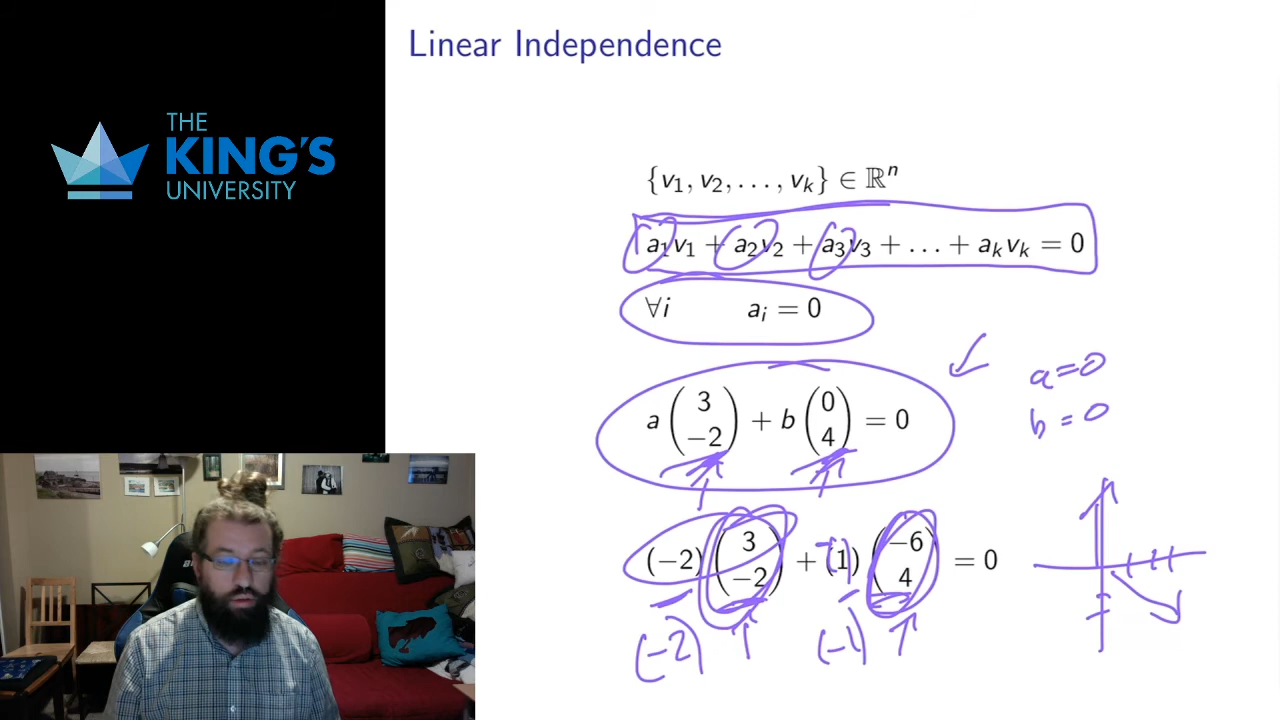 Linear Independence
THE
KING'S
UNIVERSITY
{v₁, v₂, . . . , vₖ} ∈ ℝⁿ
a₁v₁ + a₂v₂ + a₃v₃ + . . . + aₖvₖ = 0
∀i aᵢ = 0
a (3 −2) + b (0 4) = 0
a=0
b=0
(−2) (3 −2) + (1) (−6 4) = 0
(−2) (−1)